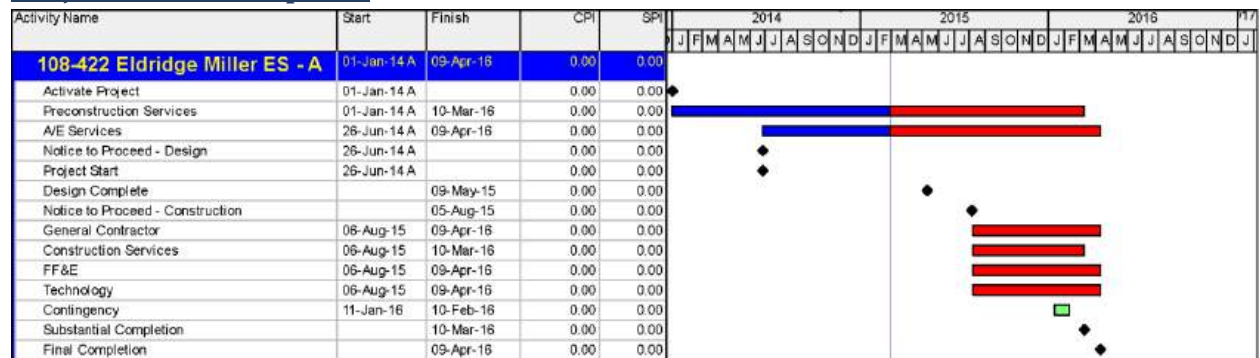 Activity Name Start Finish CPI SPI 2014 2015 2016 '17
J F M A M J J A S O N D J F M A M J J A S O N D J F M A M J J A S O N D J
108-422 Eldridge Miller ES - A 01-Jan-14 A 09-Apr-16 0.00 0.00
Activate Project 01-Jan-14 A 0.00 0.00
Preconstruction Services 01-Jan-14 A 10-Mar-16 0.00 0.00
A/E Services 26-Jun-14 A 09-Apr-16 0.00 0.00
Notice to Proceed - Design 26-Jun-14 A 0.00 0.00
Project Start 26-Jun-14 A 0.00 0.00
Design Complete 09-May-15 0.00 0.00
Notice to Proceed - Construction 05-Aug-15 0.00 0.00
General Contractor 06-Aug-15 09-Apr-16 0.00 0.00
Construction Services 06-Aug-15 10-Mar-16 0.00 0.00
FF&E 06-Aug-15 09-Apr-16 0.00 0.00
Technology 06-Aug-15 09-Apr-16 0.00 0.00
Contingency 11-Jan-16 10-Feb-16 0.00 0.00
Substantial Completion 10-Mar-16 0.00 0.00
Final Completion 09-Apr-16 0.00 0.00